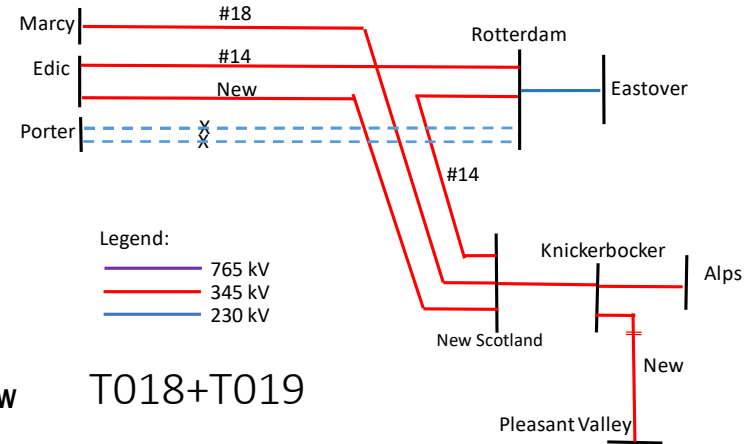 Marcy
#18
Rotterdam
Edic
#14
New
Eastover
Porter
X
X
#14
Legend:
765 kV
345 kV
230 kV
Knickerbocker
Alps
New Scotland
New
W
T018+T019
Pleasant Valley